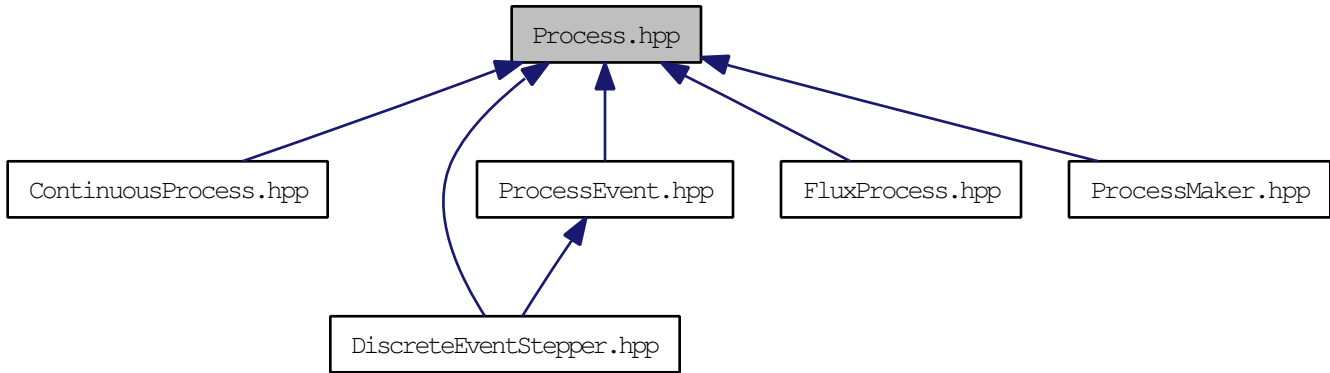 Process.hpp
ContinuousProcess.hpp
ProcessEvent.hpp
FluxProcess.hpp
ProcessMaker.hpp
DiscreteEventStepper.hpp